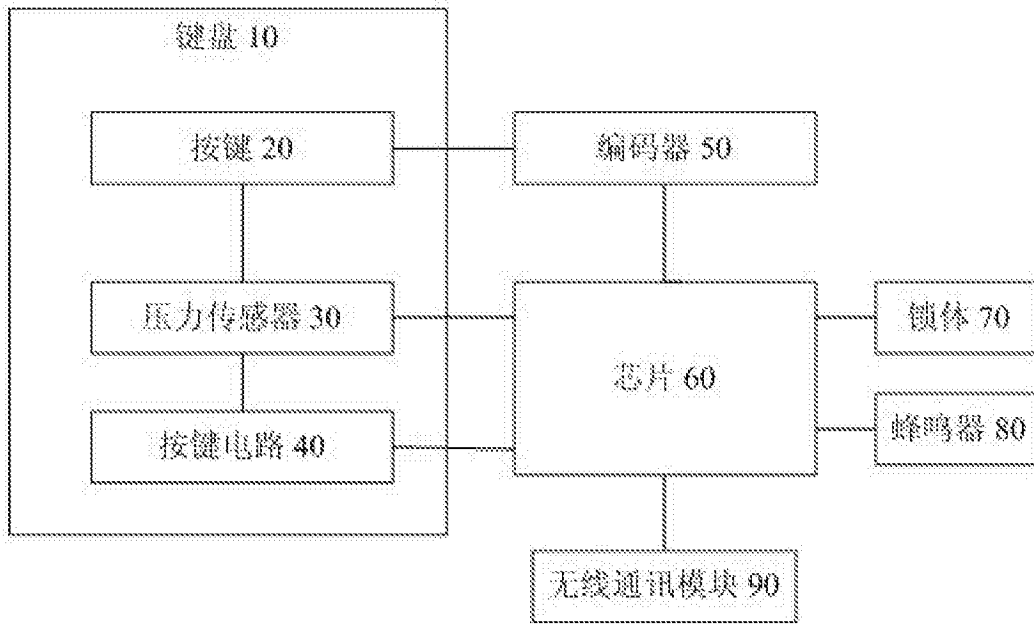 键盘 10
按键 20
编码器 50
压力传感器 30
芯片 60
锁体 70
按键电路 40
蜂鸣器 80
无线通讯模块 90